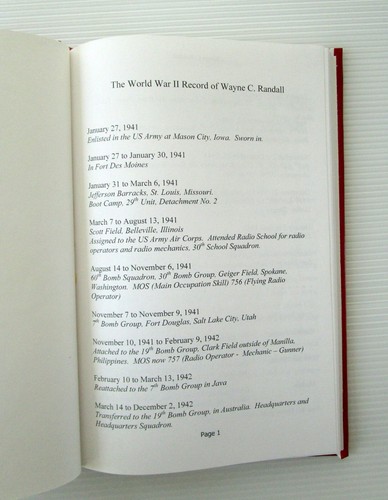 The World War II Record of Wayne C. Randall
January 27, 1941
Enlisted in the US Army at Mason City, Iowa. Sworn in.
January 27 to January 30, 1941
In Fort Des Moines
January 31 to March 6, 1941
Jefferson Barracks, St. Louis, Missouri.
Boot Camp, 29th Unit, Detachment No. 2
March 7 to August 13, 1941
Scott Field, Belleville, Illinois
Assigned to the US Army Air Corps. Attended Radio School for radio
operators and radio mechanics, 30th School Squadron.
August 14 to November 6, 1941
60th Bomb Squadron, 30th Bomb Group, Geiger Field, Spokane,
Washington. MOS (Main Occupation Skill) 756 (Flying Radio
Operator)
November 7 to November 9, 1941
7th Bomb Group, Fort Douglas, Salt Lake City, Utah
November 10, 1941 to February 9, 1942
Attached to the 19th Bomb Group, Clark Field outside of Manilla,
Philippines. MOS now 757 (Radio Operator - Mechanic – Gunner)
February 10 to March 13, 1942
Reattached to the 7th Bomb Group in Java
March 14 to December 2, 1942
Transferred to the 19th Bomb Group, in Australia. Headquarters and
Headquarters Squadron.
Page 1